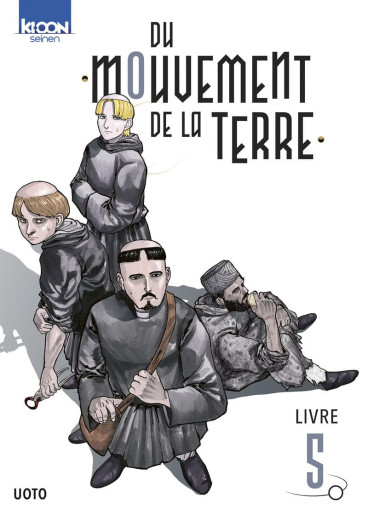 KI-OON
seinen
DU
MOUVEMENT
DE LA TERRE
LIVRE
5
UOTO